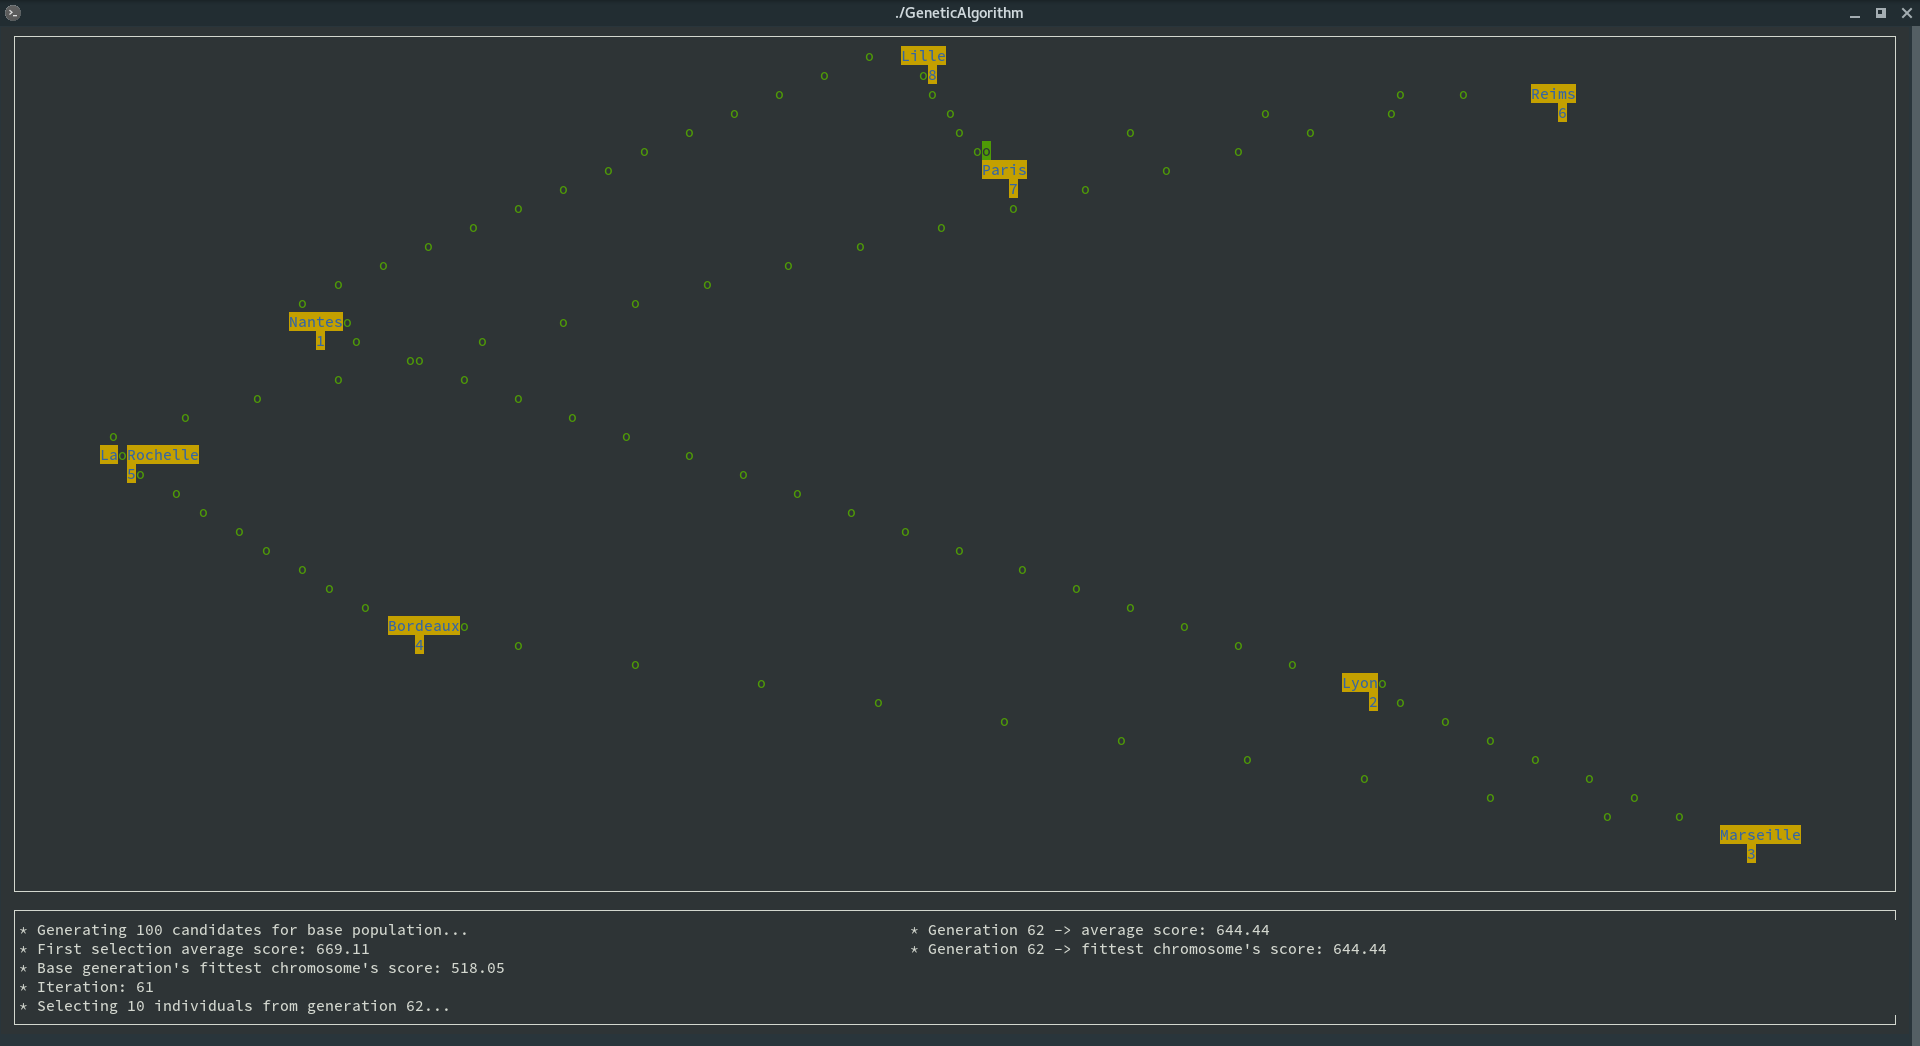 ./GeneticAlgorithm
Lille
8
Reims
6
Paris
7
Nantes
1
La Rochelle
5
Bordeaux
4
Lyon
2
Marseille
3
* Generating 100 candidates for base population...
* First selection average score: 669.11
* Base generation's fittest chromosome's score: 518.05
* Iteration: 61
* Selecting 10 individuals from generation 62...
* Generation 62 -> average score: 644.44
* Generation 62 -> fittest chromosome's score: 644.44